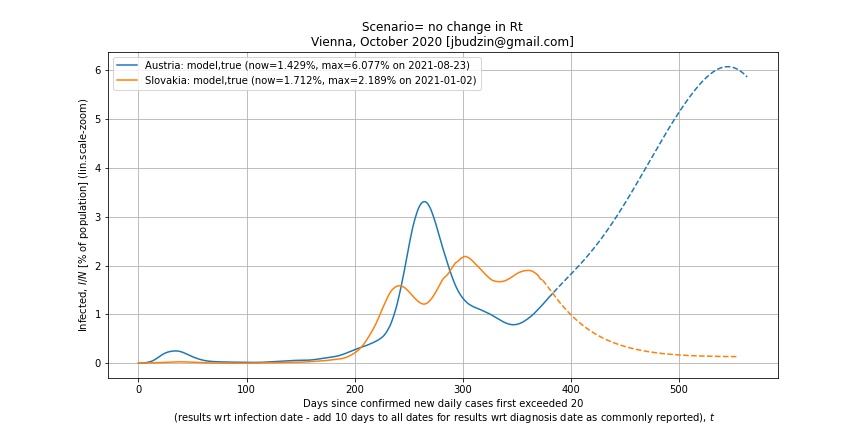 Scenario= no change in Rt
Vienna, October 2020 [jbudzin@gmail.com]
Austria: model,true (now=1.429%, max=6.077% on 2021-08-23)
Slovakia: model,true (now=1.712%, max=2.189% on 2021-01-02)
Infected, I/N [% of population] (lin.scale-zoom)
6
5
4
3
2
1
0
0 100 200 300 400 500
Days since confirmed new daily cases first exceeded 20
(results wrt infection date - add 10 days to all dates for results wrt diagnosis date as commonly reported), t